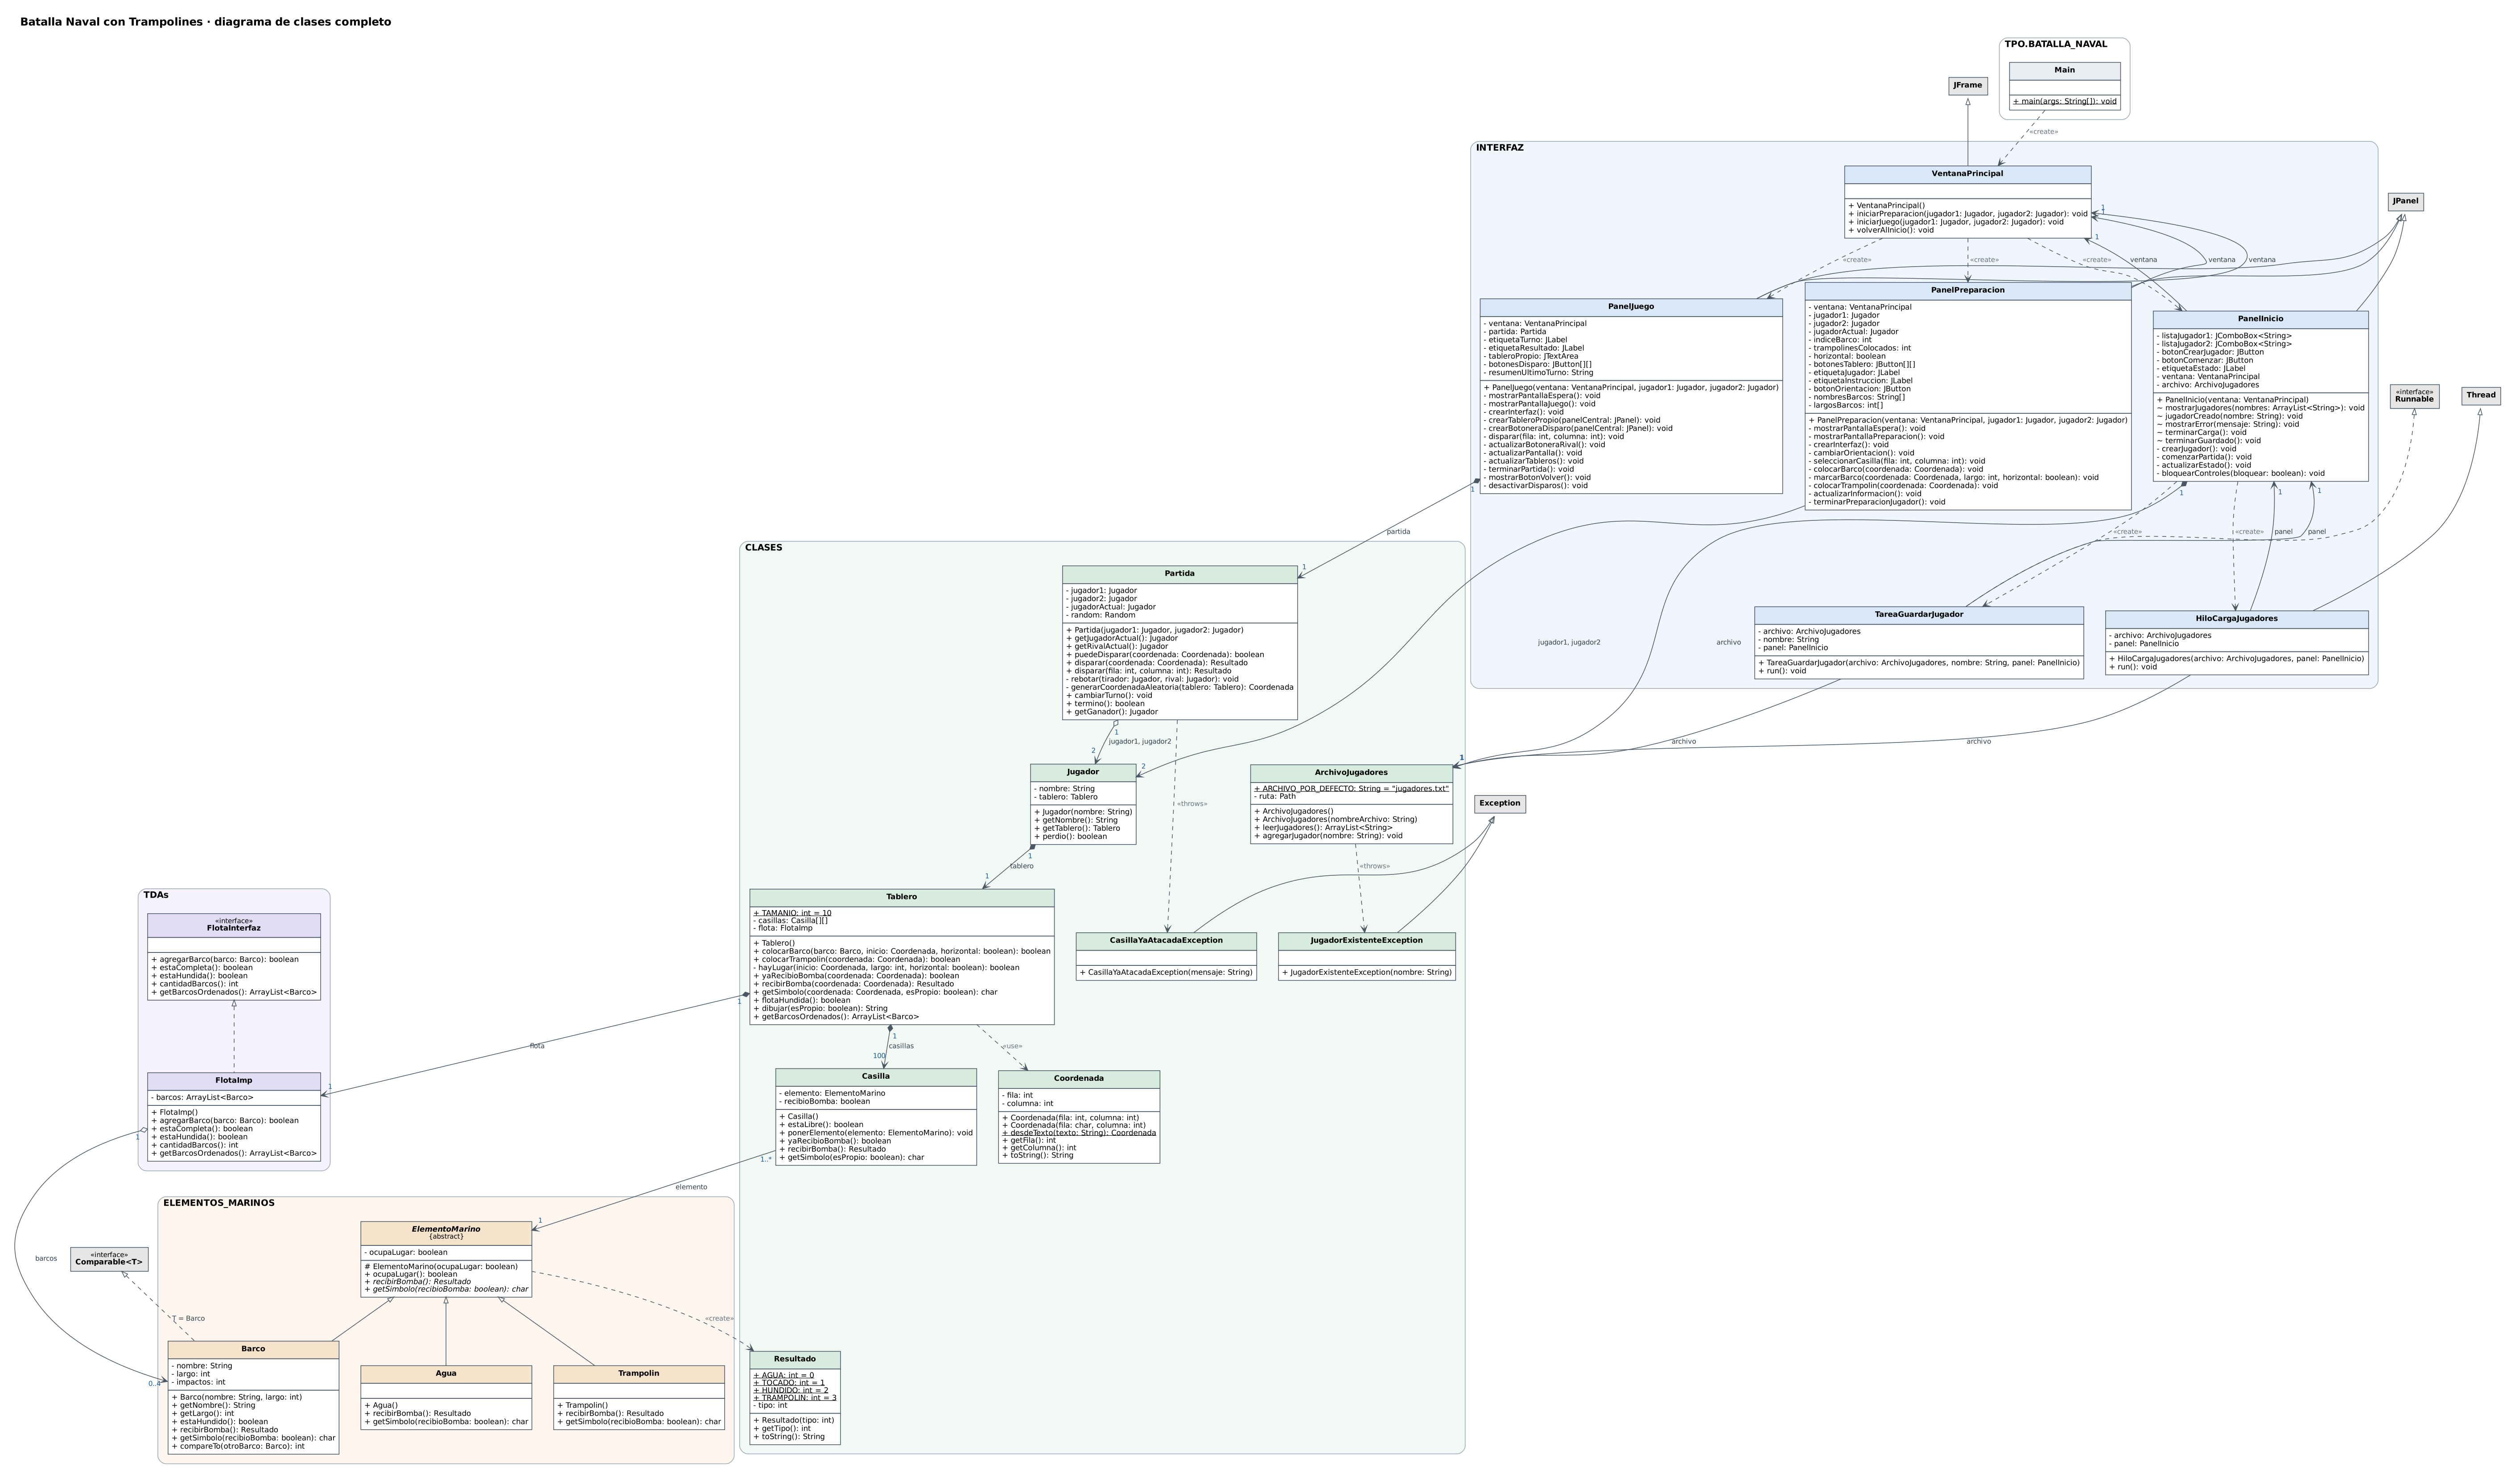 Batalla Naval con Trampolines · diagrama de clases completo
TPO.BATALLA_NAVAL
Main
+ main(args: String[]): void
JFrame
«create»
INTERFAZ
VentanaPrincipal
+ VentanaPrincipal()
+ iniciarPreparacion(jugador1: Jugador, jugador2: Jugador): void
+ iniciarJuego(jugador1: Jugador, jugador2: Jugador): void
+ volverAlInicio(): void
1
1
JPanel
«create»
«create»
«create»
ventana
ventana
ventana
PanelJuego
- ventana: VentanaPrincipal
- partida: Partida
- etiquetaTurno: JLabel
- etiquetaResultado: JLabel
- tableroPropio: JTextArea
- botonesDisparo: JButton[][]
- resumenUltimoTurno: String
+ PanelJuego(ventana: VentanaPrincipal, jugador1: Jugador, jugador2: Jugador)
- mostrarPantallaEspera(): void
- mostrarPantallaJuego(): void
- crearInterfaz(): void
- crearTableroPropio(panelCentral: JPanel): void
- crearBotoneraDisparo(panelCentral: JPanel): void
- disparar(fila: int, columna: int): void
- actualizarBotoneraRival(): void
- actualizarPantalla(): void
- actualizarTableros(): void
- terminarPartida(): void
- mostrarBotonVolver(): void
- desactivarDisparos(): void
1
PanelPreparacion
- ventana: VentanaPrincipal
- jugador1: Jugador
- jugador2: Jugador
- jugadorActual: Jugador
- indiceBarco: int
- trampolinesColocados: int
- horizontal: boolean
- botonesTablero: JButton[][]
- etiquetaJugador: JLabel
- etiquetaInstruccion: JLabel
- botonOrientacion: JButton
- nombresBarcos: String[]
- largosBarcos: int[]
+ PanelPreparacion(ventana: VentanaPrincipal, jugador1: Jugador, jugador2: Jugador)
- mostrarPantallaEspera(): void
- mostrarPantallaPreparacion(): void
- crearInterfaz(): void
- cambiarOrientacion(): void
- seleccionarCasilla(fila: int, columna: int): void
- colocarBarco(coordenada: Coordenada): void
- marcarBarco(coordenada: Coordenada, largo: int, horizontal: boolean): void
- colocarTrampolin(coordenada: Coordenada): void
- actualizarInformacion(): void
- terminarPreparacionJugador(): void
PanelInicio
- listaJugador1: JComboBox<String>
- listaJugador2: JComboBox<String>
- botonCrearJugador: JButton
- botonComenzar: JButton
- etiquetaEstado: JLabel
- ventana: VentanaPrincipal
- archivo: ArchivoJugadores
+ PanelInicio(ventana: VentanaPrincipal)
~ mostrarJugadores(nombres: ArrayList<String>): void
~ jugadorCreado(nombre: String): void
~ mostrarError(mensaje: String): void
~ terminarCarga(): void
~ terminarGuardado(): void
- crearJugador(): void
- comenzarPartida(): void
- actualizarEstado(): void
- bloquearControles(bloquear: boolean): void
1
1
1
«interface»
Runnable
Thread
partida
«create»
«create»
panel
panel
TareaGuardarJugador
- archivo: ArchivoJugadores
- nombre: String
- panel: PanelInicio
+ TareaGuardarJugador(archivo: ArchivoJugadores, nombre: String, panel: PanelInicio)
+ run(): void
HiloCargaJugadores
- archivo: ArchivoJugadores
- panel: PanelInicio
+ HiloCargaJugadores(archivo: ArchivoJugadores, panel: PanelInicio)
+ run(): void
jugador1, jugador2
archivo
archivo
archivo
CLASES
1
Partida
- jugador1: Jugador
- jugador2: Jugador
- jugadorActual: Jugador
- random: Random
+ Partida(jugador1: Jugador, jugador2: Jugador)
+ getJugadorActual(): Jugador
+ getRivalActual(): Jugador
+ puedeDisparar(coordenada: Coordenada): boolean
+ disparar(coordenada: Coordenada): Resultado
+ disparar(fila: int, columna: int): Resultado
- rebotar(tirador: Jugador, rival: Jugador): void
- generarCoordenadaAleatoria(tablero: Tablero): Coordenada
+ cambiarTurno(): void
+ termino(): boolean
+ getGanador(): Jugador
1
jugador1, jugador2
2
2
1
Jugador
- nombre: String
- tablero: Tablero
+ Jugador(nombre: String)
+ getNombre(): String
+ getTablero(): Tablero
+ perdio(): boolean
1
tablero
1
«throws»
ArchivoJugadores
+ ARCHIVO_POR_DEFECTO: String = "jugadores.txt"
- ruta: Path
+ ArchivoJugadores()
+ ArchivoJugadores(nombreArchivo: String)
+ leerJugadores(): ArrayList<String>
+ agregarJugador(nombre: String): void
«throws»
Exception
Tablero
+ TAMANIO: int = 10
- casillas: Casilla[][]
- flota: FlotaImp
+ Tablero()
+ colocarBarco(barco: Barco, inicio: Coordenada, horizontal: boolean): boolean
+ colocarTrampolin(coordenada: Coordenada): boolean
- hayLugar(inicio: Coordenada, largo: int, horizontal: boolean): boolean
+ yaRecibioBomba(coordenada: Coordenada): boolean
+ recibirBomba(coordenada: Coordenada): Resultado
+ getSimbolo(coordenada: Coordenada, esPropio: boolean): char
+ flotaHundida(): boolean
+ dibujar(esPropio: boolean): String
+ getBarcosOrdenados(): ArrayList<Barco>
1
1
CasillaYaAtacadaException
+ CasillaYaAtacadaException(mensaje: String)
JugadorExistenteException
+ JugadorExistenteException(nombre: String)
casillas
100
«use»
Casilla
- elemento: ElementoMarino
- recibioBomba: boolean
+ Casilla()
+ estaLibre(): boolean
+ ponerElemento(elemento: ElementoMarino): void
+ yaRecibioBomba(): boolean
+ recibirBomba(): Resultado
+ getSimbolo(esPropio: boolean): char
1..*
Coordenada
- fila: int
- columna: int
+ Coordenada(fila: int, columna: int)
+ Coordenada(fila: char, columna: int)
+ desdeTexto(texto: String): Coordenada
+ getFila(): int
+ getColumna(): int
+ toString(): String
TDAs
«interface»
FlotaInterfaz
+ agregarBarco(barco: Barco): boolean
+ estaCompleta(): boolean
+ estaHundida(): boolean
+ cantidadBarcos(): int
+ getBarcosOrdenados(): ArrayList<Barco>
flota
1
FlotaImp
- barcos: ArrayList<Barco>
+ FlotaImp()
+ agregarBarco(barco: Barco): boolean
+ estaCompleta(): boolean
+ estaHundida(): boolean
+ cantidadBarcos(): int
+ getBarcosOrdenados(): ArrayList<Barco>
1
elemento
ELEMENTOS_MARINOS
1
ElementoMarino
{abstract}
- ocupaLugar: boolean
# ElementoMarino(ocupaLugar: boolean)
+ ocupaLugar(): boolean
+ recibirBomba(): Resultado
+ getSimbolo(recibioBomba: boolean): char
barcos
«interface»
Comparable<T>
T = Barco
«create»
0..4
Barco
- nombre: String
- largo: int
- impactos: int
+ Barco(nombre: String, largo: int)
+ getNombre(): String
+ getLargo(): int
+ estaHundido(): boolean
+ recibirBomba(): Resultado
+ getSimbolo(recibioBomba: boolean): char
+ compareTo(otroBarco: Barco): int
Agua
+ Agua()
+ recibirBomba(): Resultado
+ getSimbolo(recibioBomba: boolean): char
Trampolin
+ Trampolin()
+ recibirBomba(): Resultado
+ getSimbolo(recibioBomba: boolean): char
Resultado
+ AGUA: int = 0
+ TOCADO: int = 1
+ HUNDIDO: int = 2
+ TRAMPOLIN: int = 3
- tipo: int
+ Resultado(tipo: int)
+ getTipo(): int
+ toString(): String